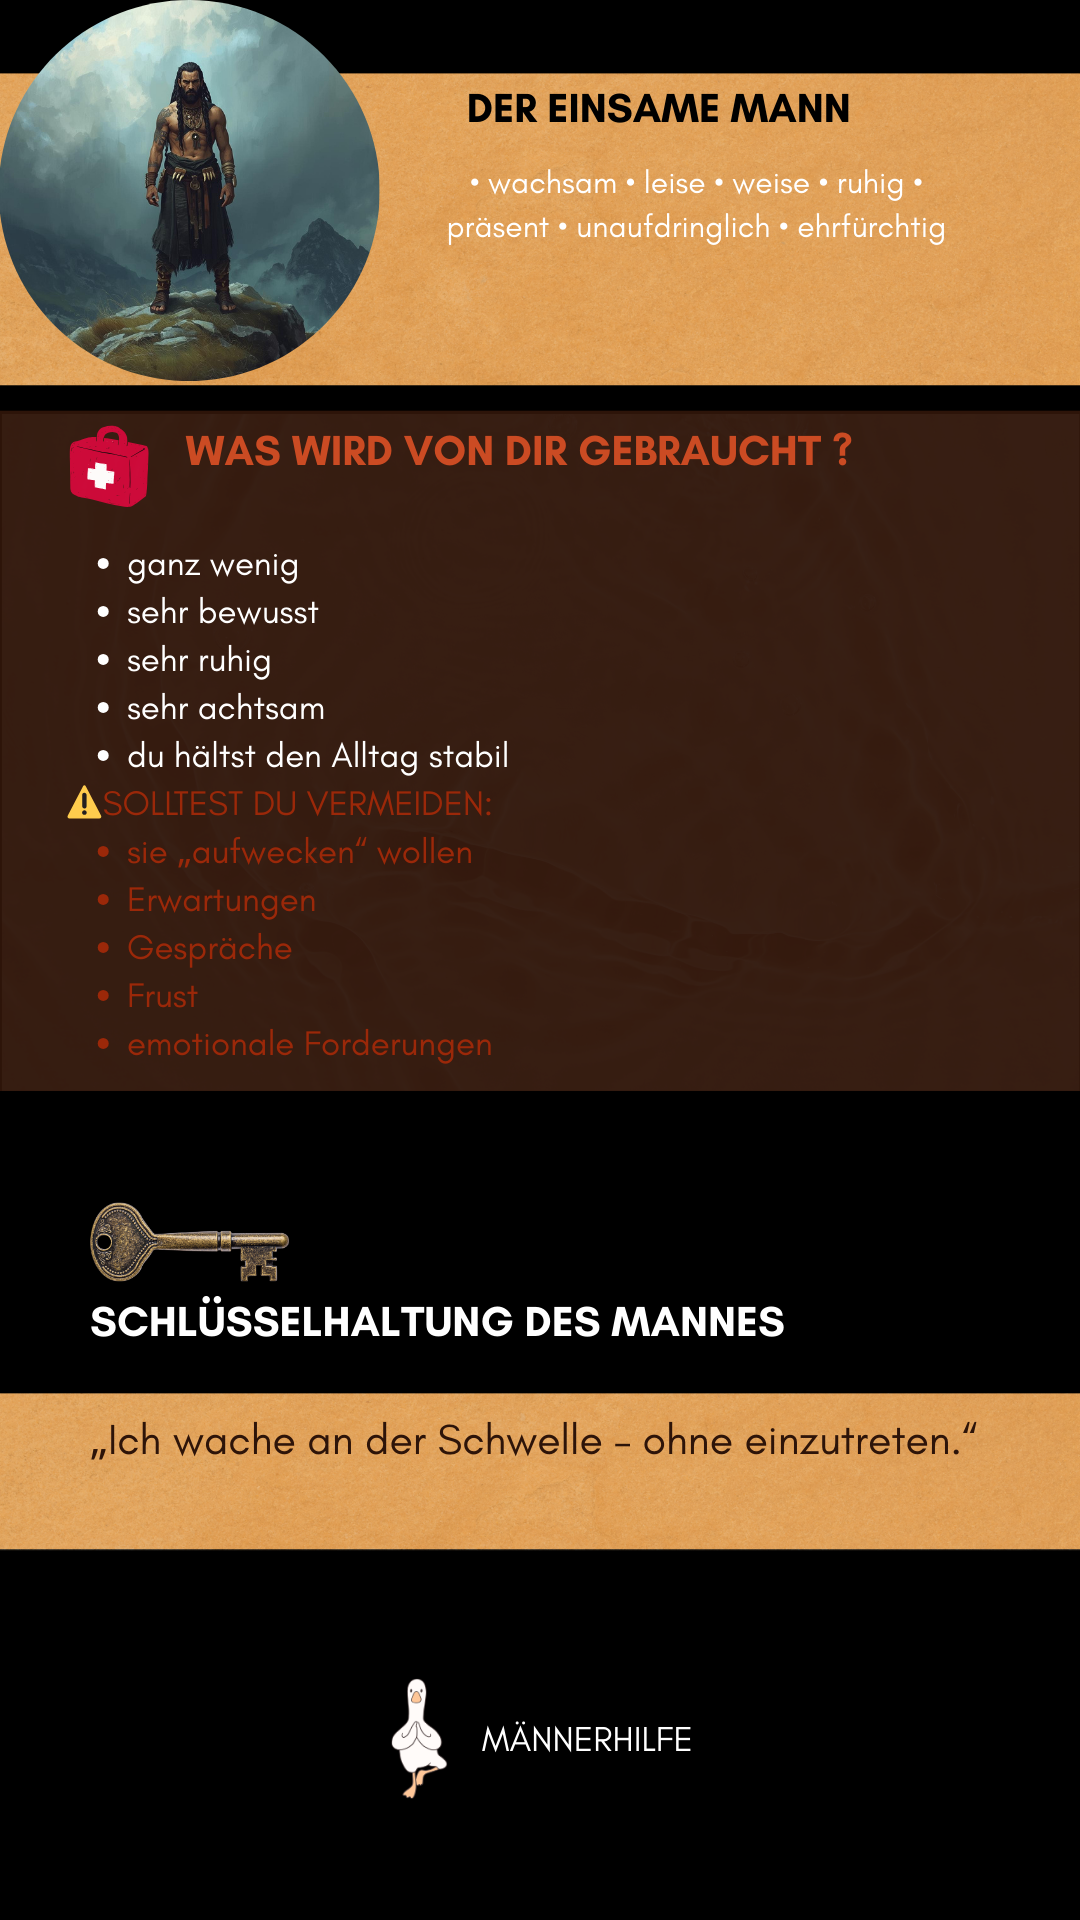 DER EINSAME MANN
• wachsam • leise • weise • ruhig •
präsent • unaufdringlich • ehrfürchtig
WAS WIRD VON DIR GEBRAUCHT ?
• ganz wenig
• sehr bewusst
• sehr ruhig
• sehr achtsam
• du hältst den Alltag stabil
⚠️SOLLTEST DU VERMEIDEN:
• sie „aufwecken“ wollen
• Erwartungen
• Gespräche
• Frust
• emotionale Forderungen
SCHLÜSSELHALTUNG DES MANNES
„Ich wache an der Schwelle – ohne einzutreten.“
MÄNNERHILFE